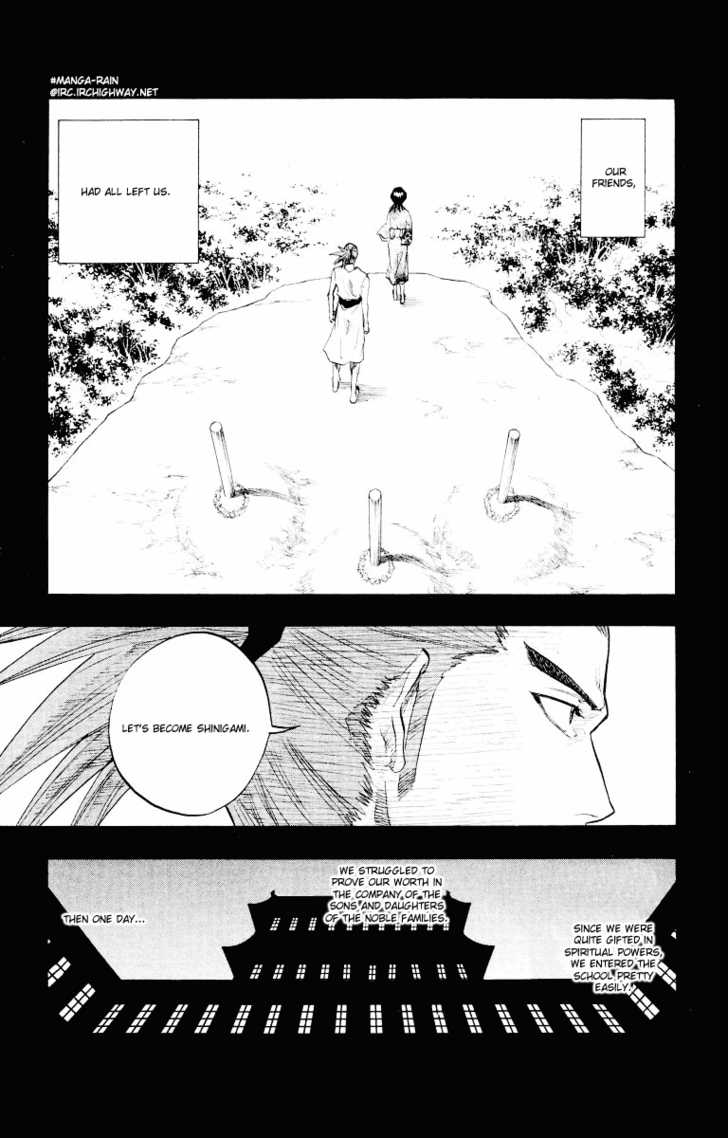 #MANGA-RAIN
@IRC.IRCHIGHWAY.NET
OUR
FRIENDS,
HAD ALL LEFT US.
LET'S BECOME SHINIGAMI.
SINCE WE WERE
QUITE GIFTED IN
SPIRITUAL POWERS,
WE ENTERED THE
SCHOOL PRETTY
EASILY.
WE STRUGGLED TO
PROVE OUR WORTH IN
THE COMPANY OF THE
SONS AND DAUGHTERS
OF THE NOBLE FAMILIES.
THEN ONE DAY...